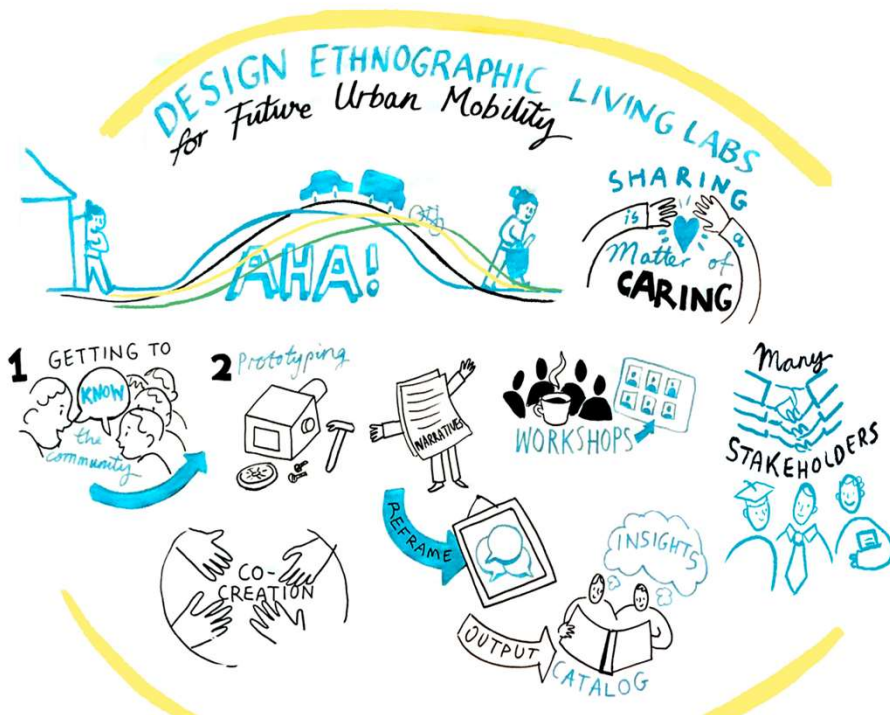 DESIGN ETHNOGRAPHIC LIVING LABS
for Future Urban Mobility
AHA!
SHARING
is a
Matter of
CARING
1 GETTING TO
KNOW
the
community
2 Prototyping
NARRATIVES
WORKSHOPS
Many
STAKEHOLDERS
CO-
CREATION
REFRAME
INSIGHTS
OUTPUT
CATALOG